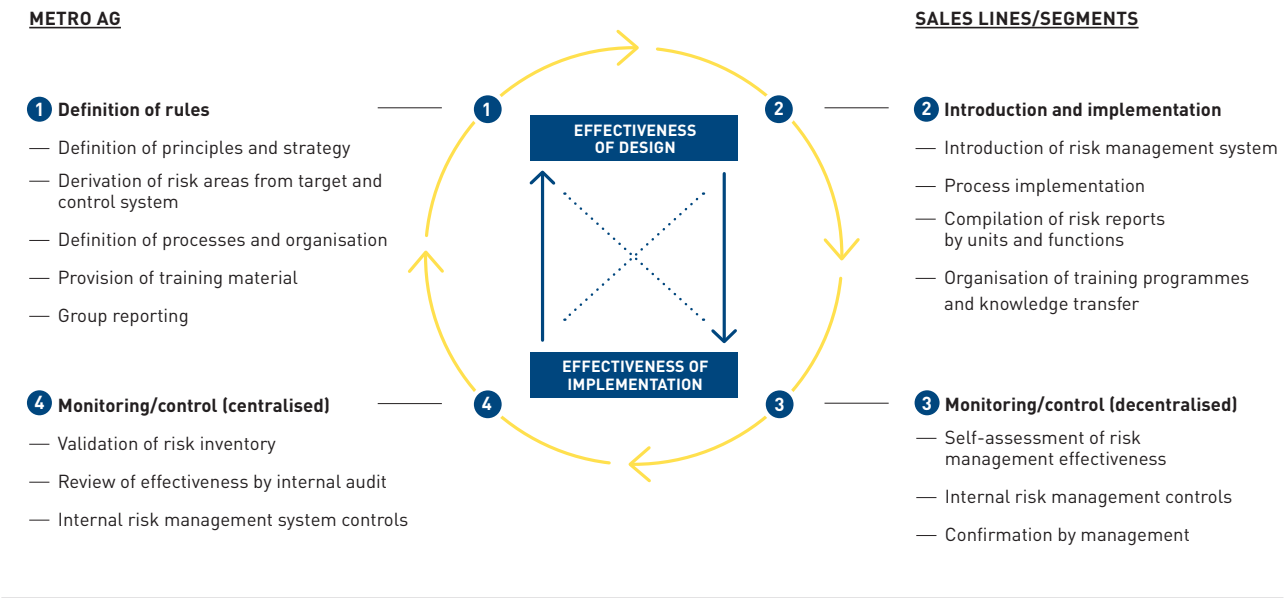 METRO AG
1 Definition of rules
— Definition of principles and strategy
— Derivation of risk areas from target and
control system
— Definition of processes and organisation
— Provision of training material
— Group reporting
4 Monitoring/control (centralised)
— Validation of risk inventory
— Review of effectiveness by internal audit
— Internal risk management system controls
1
2
EFFECTIVENESS
OF DESIGN
EFFECTIVENESS OF
IMPLEMENTATION
4
3
SALES LINES/SEGMENTS
2 Introduction and implementation
— Introduction of risk management system
— Process implementation
— Compilation of risk reports
by units and functions
— Organisation of training programmes
and knowledge transfer
3 Monitoring/control (decentralised)
— Self-assessment of risk
management effectiveness
— Internal risk management controls
— Confirmation by management